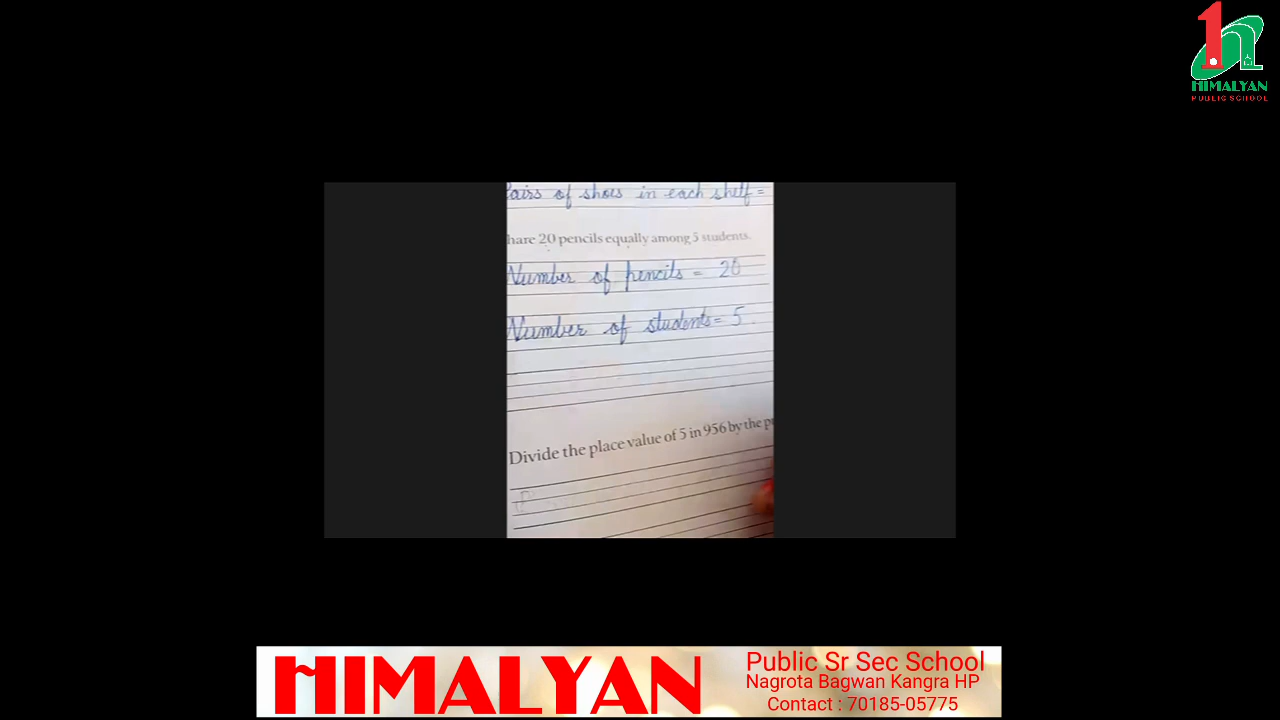 HIMALYAN
PUBLIC SCHOOL
airs of shoes in each shelf =
hare 20 pencils equally among 5 students.
Number of pencils = 20
Number of students = 5
Divide the place value of 5 in 956 by the
HIMALYAN
Public Sr Sec School
Nagrota Bagwan Kangra HP
Contact : 70185-05775